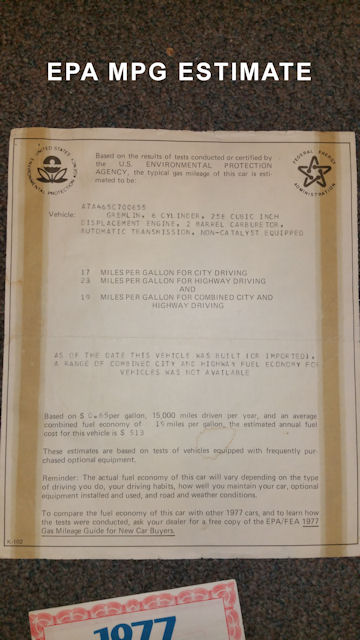 EPA MPG ESTIMATE
UNITED STATES
ENVIRONMENTAL PROTECTION
FEDERAL ENERGY
ADMINISTRATION
Based on the results of tests conducted or certified by
the U.S. ENVIRONMENTAL PROTECTION
AGENCY, the typical gas mileage of this car is esti-
mated to be:
A7A465C700655
Vehicle: GREMLIN, 6 CYLINDER, 258 CUBIC INCH
DISPLACEMENT ENGINE, 2 BARREL CARBURETOR,
AUTOMATIC TRANSMISSION, NON-CATALYST EQUIPPED
17 MILES PER GALLON FOR CITY DRIVING
23 MILES PER GALLON FOR HIGHWAY DRIVING
AND
19 MILES PER GALLON FOR COMBINED CITY AND
HIGHWAY DRIVING
AS OF THE DATE THIS VEHICLE WAS BUILT (OR IMPORTED),
A RANGE OF COMBINED CITY AND HIGHWAY FUEL ECONOMY FOR
VEHICLES WAS NOT AVAILABLE
Based on $ 0.65per gallon, 15,000 miles driven per year, and an average
combined fuel economy of 19 miles per gallon, the estimated annual fuel
cost for this vehicle is $ 513
These estimates are based on tests of vehicles equipped with frequently pur-
chased optional equipment.
Reminder: The actual fuel economy of this car will vary depending on the type
of driving you do, your driving habits, how well you maintain your car, optional
equipment installed and used, and road and weather conditions.
To compare the fuel economy of this car with other 1977 cars, and to learn how
the tests were conducted, ask your dealer for a free copy of the EPA/FEA 1977
Gas Mileage Guide for New Car Buyers.
K-102
1977